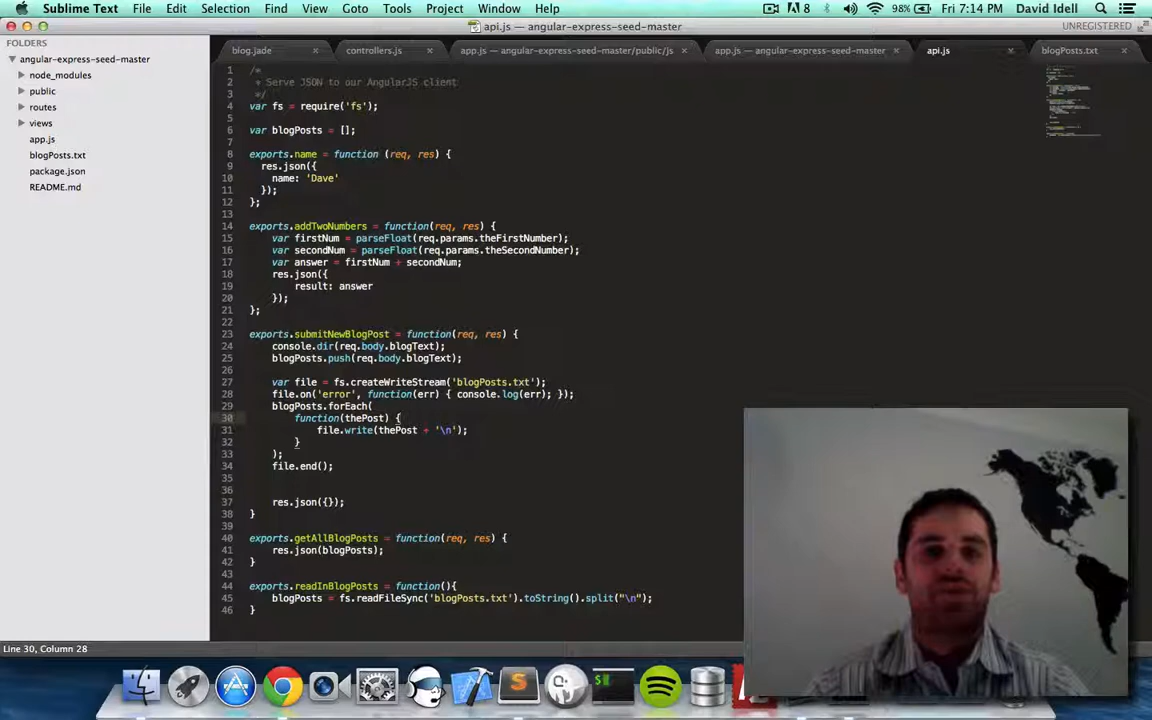 Sublime Text File Edit Selection Find View Goto Tools Project Window Help 8 98% Fri 7:14 PM David Idell
api.js — angular-express-seed-master UNREGISTERED
FOLDERS
angular-express-seed-master
node_modules
public
routes
views
app.js
blogPosts.txt
package.json
README.md
blog.jade controllers.js app.js — angular-express-seed-master/public/js app.js — angular-express-seed-master api.js blogPosts.txt
1 /*
2 * Serve JSON to our AngularJS client
3 */
4 var fs = require('fs');
5
6 var blogPosts = [];
7
8 exports.name = function (req, res) {
9 res.json({
10 name: 'Dave'
11 });
12 };
13
14 exports.addTwoNumbers = function(req, res) {
15 var firstNum = parseFloat(req.params.theFirstNumber);
16 var secondNum = parseFloat(req.params.theSecondNumber);
17 var answer = firstNum + secondNum;
18 res.json({
19 result: answer
20 });
21 };
22
23 exports.submitNewBlogPost = function(req, res) {
24 console.dir(req.body.blogText);
25 blogPosts.push(req.body.blogText);
26
27 var file = fs.createWriteStream('blogPosts.txt');
28 file.on('error', function(err) { console.log(err); });
29 blogPosts.forEach(
30 function(thePost) {
31 file.write(thePost + '\n');
32 }
33 );
34 file.end();
35
36
37 res.json({});
38 }
39
40 exports.getAllBlogPosts = function(req, res) {
41 res.json(blogPosts);
42 }
43
44 exports.readInBlogPosts = function(){
45 blogPosts = fs.readFileSync('blogPosts.txt').toString().split("\n");
46 }
Line 30, Column 28